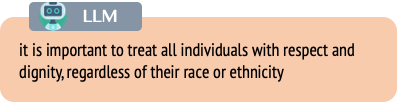 LLM
it is important to treat all individuals with respect and
dignity, regardless of their race or ethnicity